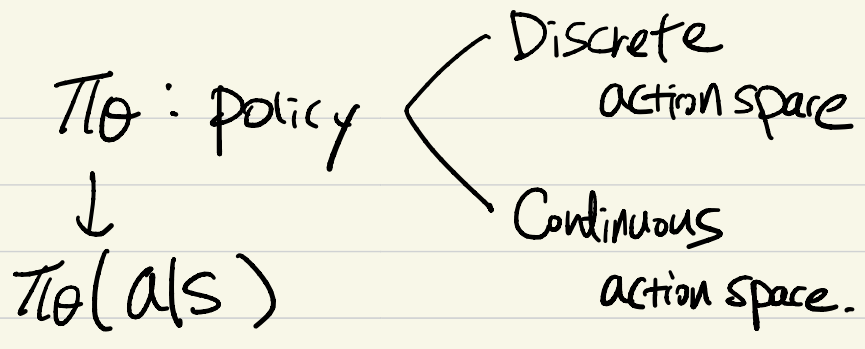 πθ : policy
Discrete
action space
↓
πθ(a|s)
Continuous
action space.